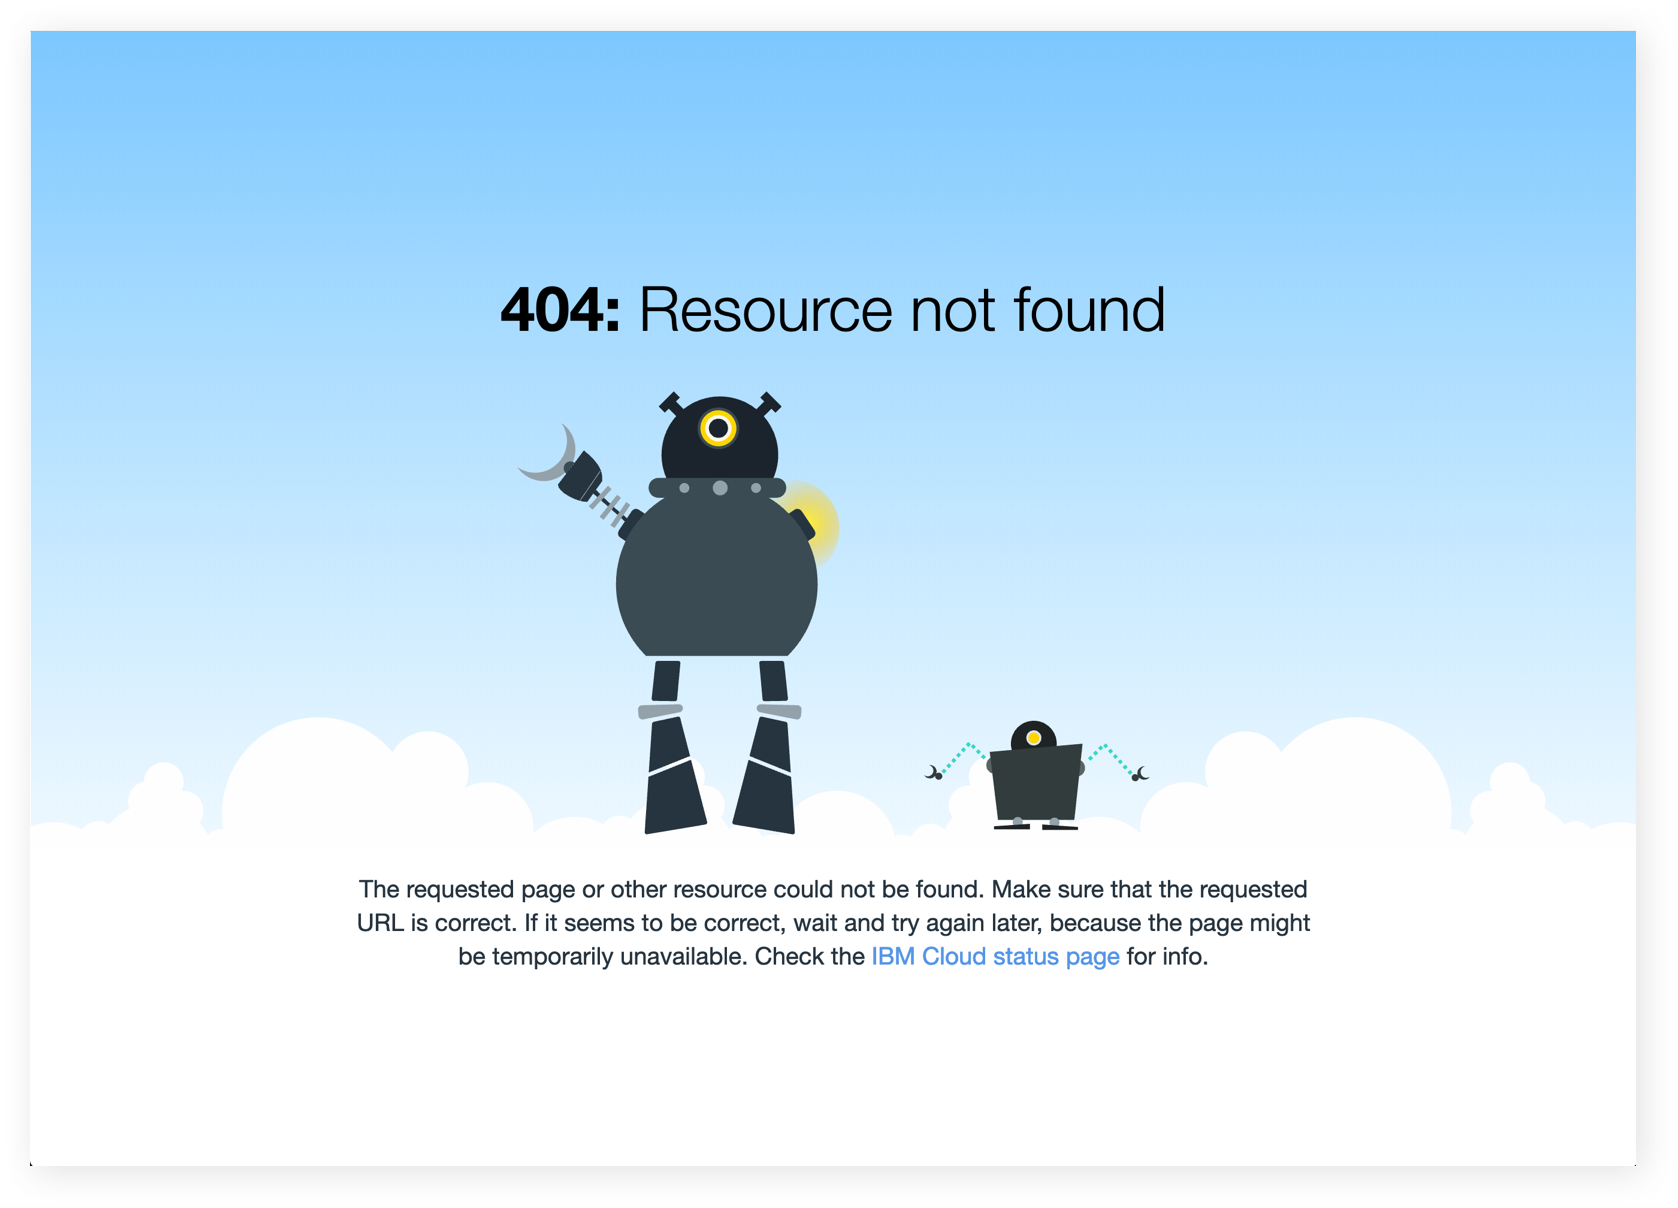 404: Resource not found
The requested page or other resource could not be found. Make sure that the requested
URL is correct. If it seems to be correct, wait and try again later, because the page might
be temporarily unavailable. Check the IBM Cloud status page for info.